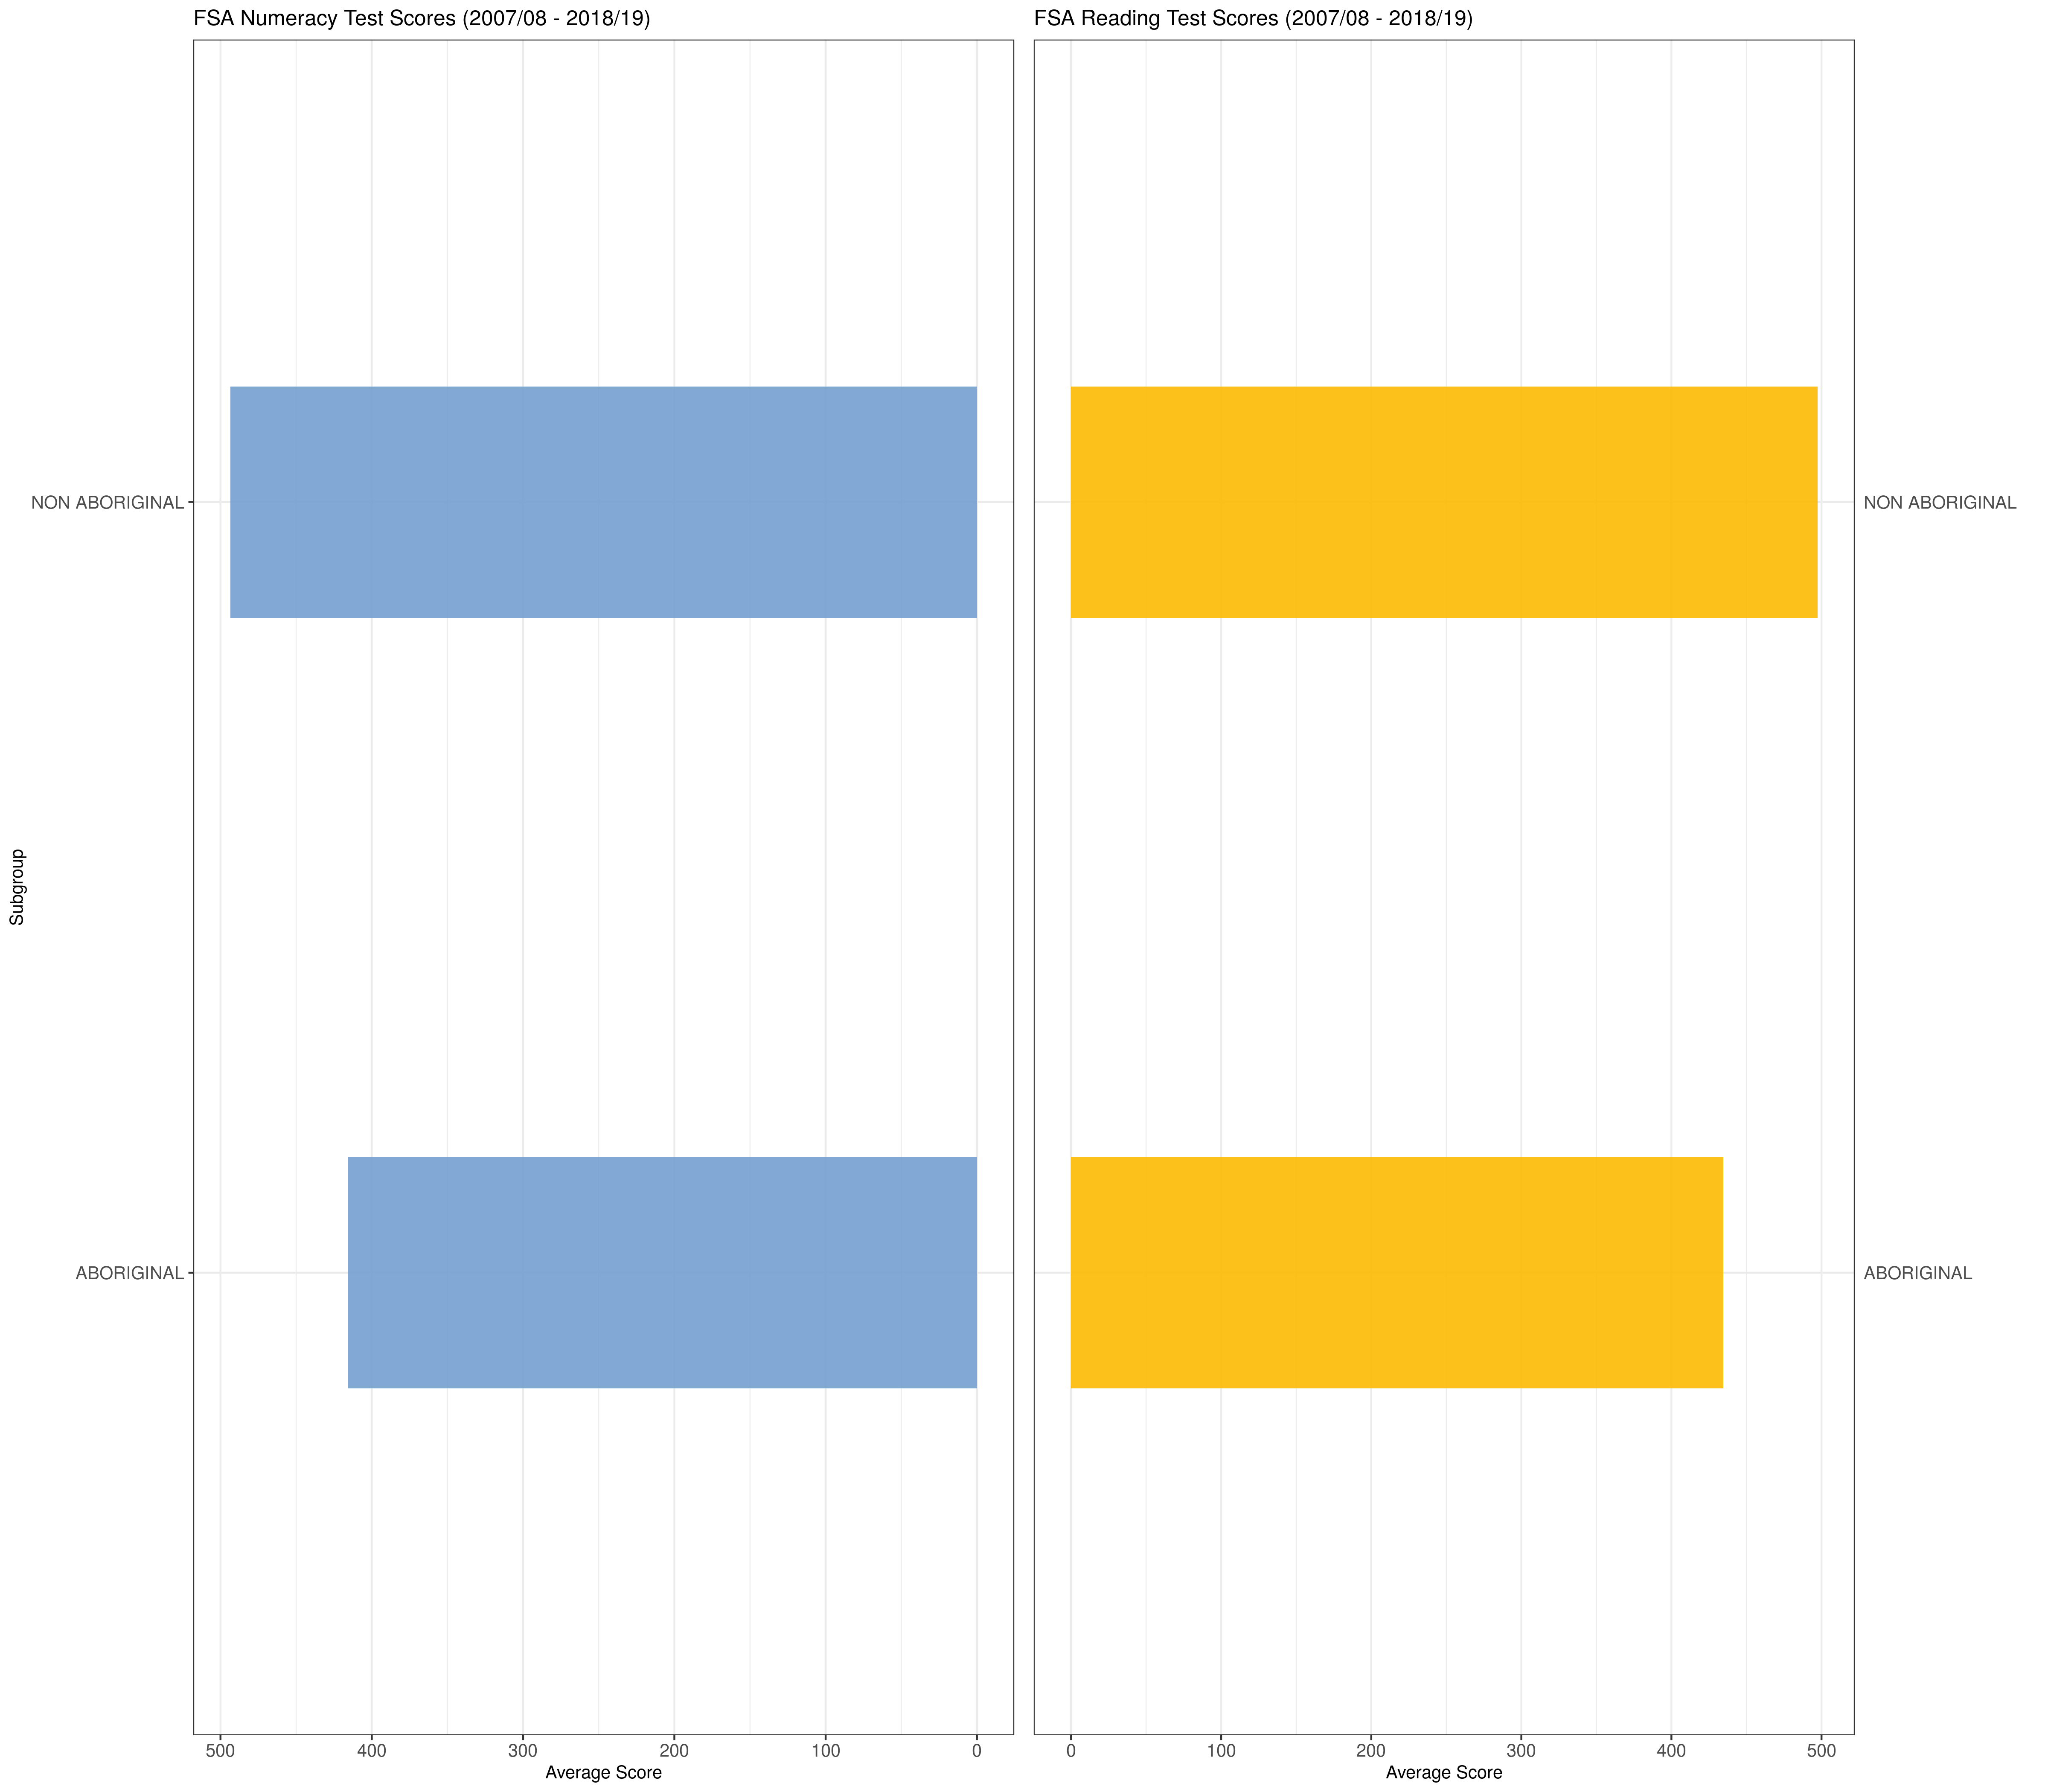 FSA Numeracy Test Scores (2007/08 - 2018/19)
FSA Reading Test Scores (2007/08 - 2018/19)
Subgroup
NON ABORIGINAL
NON ABORIGINAL
ABORIGINAL
ABORIGINAL
500 400 300 200 100 0
0 100 200 300 400 500
Average Score
Average Score